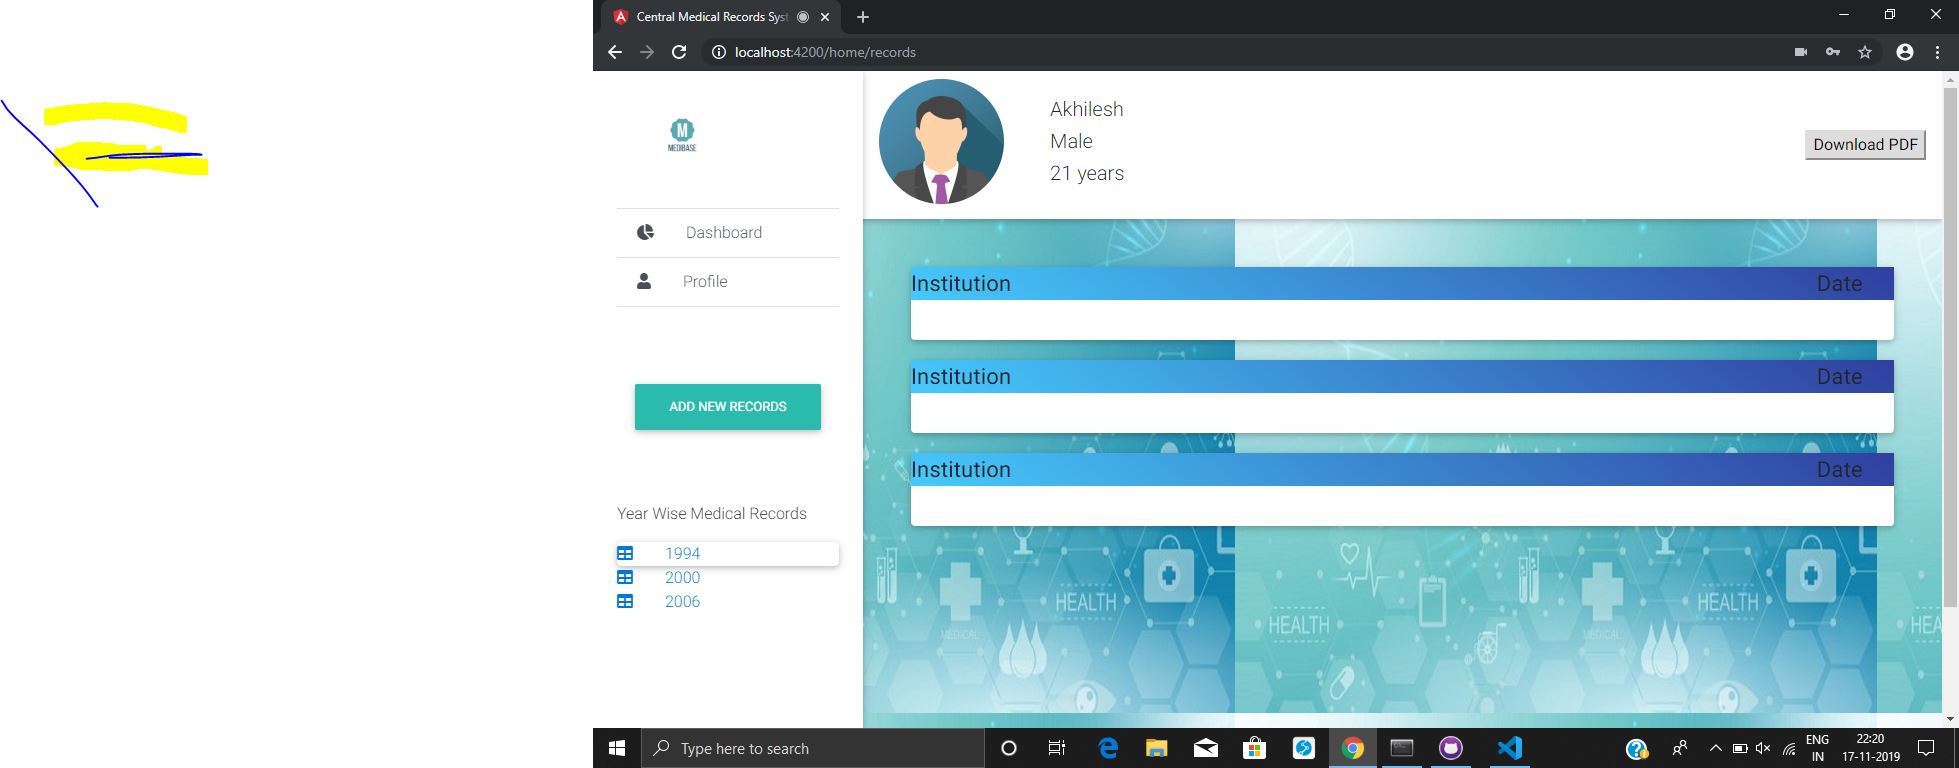 Central Medical Records Syst
localhost:4200/home/records
M
MEDIBASE
Dashboard
Profile
ADD NEW RECORDS
Year Wise Medical Records
1994
2000
2006
Akhilesh
Male
21 years
Download PDF
Institution Date
Institution Date
Institution Date
HEALTH
MEDICAL
HEALTH
HEALTH
MEDICAL
HEA
Type here to search
ENG
IN
22:20
17-11-2019